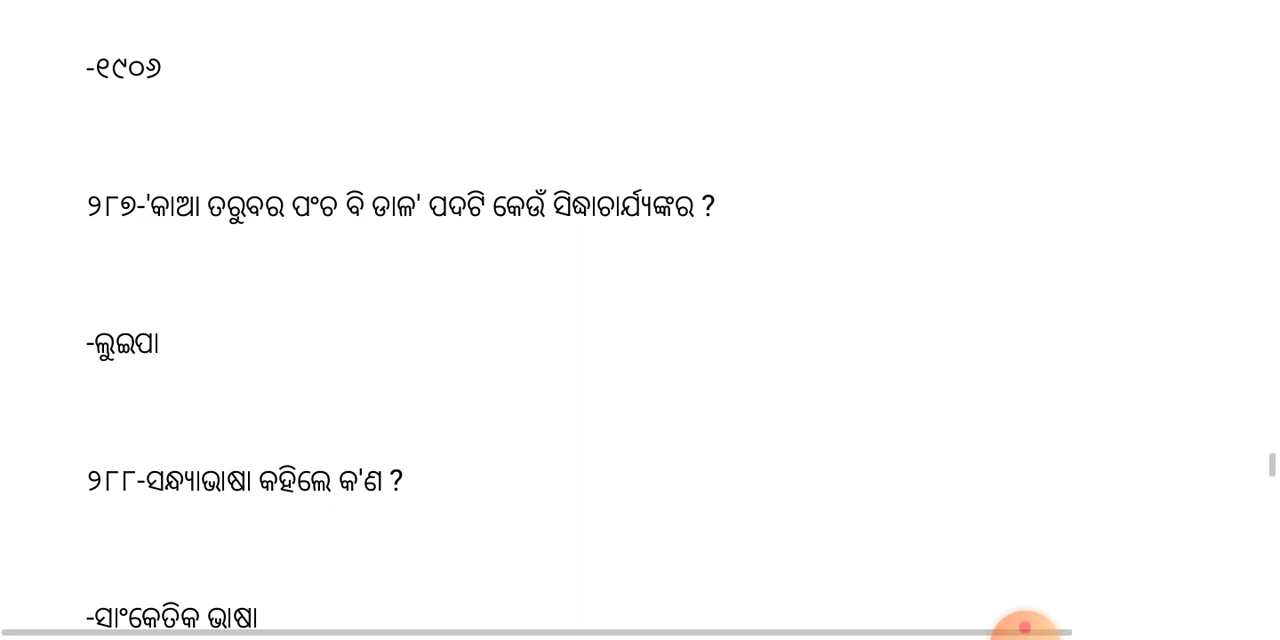 -୧୯୦୬
୨୮୭-'କାଆ ତରୁବର ପଂଚ ବି ଡାଳ' ପଦଟି କେଉଁ ସିଦ୍ଧାଚାର୍ଯ୍ୟଙ୍କର ?
-ଲୁଇପା
୨୮୮-ସନ୍ଧ୍ୟାଭାଷା କହିଲେ କ'ଣ ?
-ସାଂକେତିକ ଭାଷା